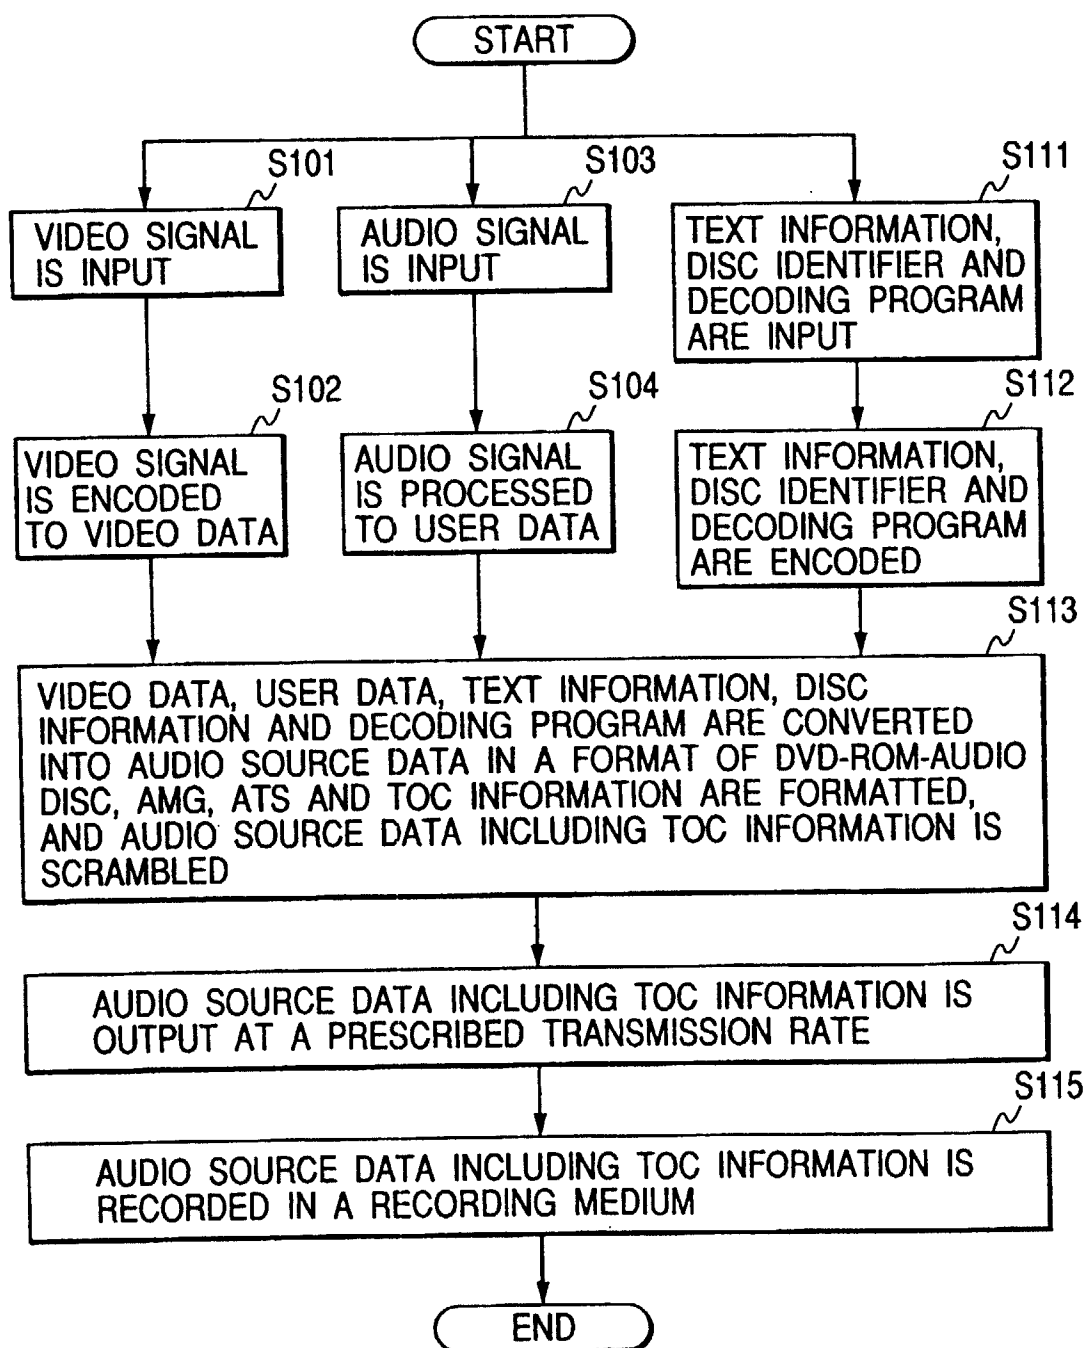 START
S101
VIDEO SIGNAL
IS INPUT
S103
AUDIO SIGNAL
IS INPUT
S111
TEXT INFORMATION,
DISC IDENTIFIER AND
DECODING PROGRAM
ARE INPUT
S102
VIDEO SIGNAL
IS ENCODED
TO VIDEO DATA
S104
AUDIO SIGNAL
IS PROCESSED
TO USER DATA
S112
TEXT INFORMATION,
DISC IDENTIFIER AND
DECODING PROGRAM
ARE ENCODED
S113
VIDEO DATA, USER DATA, TEXT INFORMATION, DISC
INFORMATION AND DECODING PROGRAM ARE CONVERTED
INTO AUDIO SOURCE DATA IN A FORMAT OF DVD-ROM-AUDIO
DISC, AMG, ATS AND TOC INFORMATION ARE FORMATTED,
AND AUDIO SOURCE DATA INCLUDING TOC INFORMATION IS
SCRAMBLED
S114
AUDIO SOURCE DATA INCLUDING TOC INFORMATION IS
OUTPUT AT A PRESCRIBED TRANSMISSION RATE
S115
AUDIO SOURCE DATA INCLUDING TOC INFORMATION IS
RECORDED IN A RECORDING MEDIUM
END